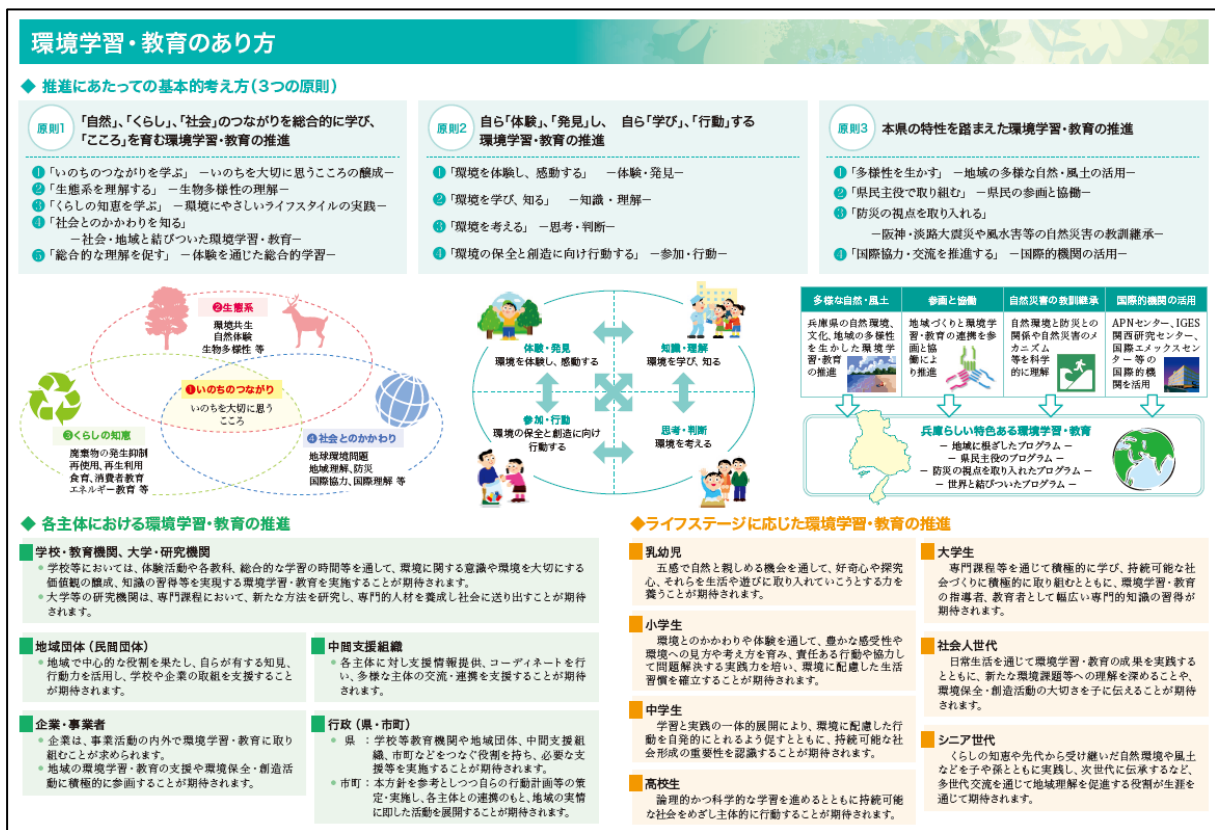 環境学習・教育のあり方
◆ 推進にあたっての基本的考え方(3つの原則)
原則1
「自然」、「くらし」、「社会」のつながりを総合的に学び、
「こころ」を育む環境学習・教育の推進
❶「いのちのつながりを学ぶ」 −いのちを大切に思うこころの醸成−
❷「生態系を理解する」 −生物多様性の理解−
❸「くらしの知恵を学ぶ」 −環境にやさしいライフスタイルの実践−
❹「社会とのかかわりを知る」
−社会・地域と結びついた環境学習・教育−
❺「総合的な理解を促す」 −体験を通じた総合的学習−
原則2
自ら「体験」、「発見」し、 自ら「学び」、「行動」する
環境学習・教育の推進
❶「環境を体験し、感動する」 −体験・発見−
❷「環境を学び、知る」 −知識・理解−
❸「環境を考える」 −思考・判断−
❹「環境の保全と創造に向け行動する」 −参加・行動−
原則3
本県の特性を踏まえた環境学習・教育の推進
❶「多様性を生かす」 −地域の多様な自然・風土の活用−
❷「県民主役で取り組む」 −県民の参画と協働−
❸「防災の視点を取り入れる」
−阪神・淡路大震災や風水害等の自然災害の教訓継承−
❹「国際協力・交流を推進する」 −国際的機関の活用−
❷生態系
環境共生
自然体験
生物多様性 等
❶いのちのつながり
いのちを大切に思う
こころ
❸くらしの知恵
廃棄物の発生抑制
再使用、再生利用
食育、消費者教育
エネルギー教育 等
❹社会とのかかわり
地球環境問題
地域理解、防災
国際協力、国際理解 等
体験・発見
環境を体験し、感動する
知識・理解
環境を学び、知る
参加・行動
環境の保全と創造に向け
行動する
思考・判断
環境を考える
多様な自然・風土
兵庫県の自然環境、
文化、地域の多様性
を生かした環境学
習・教育
の推進
参画と協働
地域づくりと環境学
習・教育の連携を参
画と協
働によ
り推進
自然災害の教訓継承
自然環境と防災との
関係や自然災害のメ
カニズム
等を科学
的に理解
国際的機関の活用
APNセンター、IGES
関西研究センター、
国際エメックスセン
ター等の
国際的機
関を活用
兵庫らしい特色ある環境学習・教育
− 地域に根ざしたプログラム −
− 県民主役のプログラム −
− 防災の視点を取り入れたプログラム −
− 世界と結びついたプログラム −
◆ 各主体における環境学習・教育の推進
学校・教育機関、大学・研究機関
● 学校等においては、体験活動や各教科、総合的な学習の時間等を通して、環境に関する意識や環境を大切にする
価値観の醸成、知識の習得等を実現する環境学習・教育を実施することが期待されます。
● 大学等の研究機関は、専門課程において、新たな方法を研究し、専門的人材を養成し社会に送り出すことが期待
されます。
地域団体(民間団体)
● 地域で中心的な役割を果たし、自らが有する知見、
行動力を活用し、学校や企業の取組を支援すること
が期待されます。
中間支援組織
● 各主体に対し支援情報提供、コーディネートを行
い、多様な主体の交流・連携を支援することが期待
されます。
企業・事業者
● 企業は、事業活動の内外で環境学習・教育に取り
組むことが求められます。
● 地域の環境学習・教育の支援や環境保全・創造活
動に積極的に参画することが期待されます。
行政(県・市町)
● 県 :学校等教育機関や地域団体、中間支援組
織、市町などをつなぐ役割を持ち、必要な支
援等を実施することが期待されます。
● 市町:本方針を参考としつつ自らの行動計画等の策
定・実施し、各主体との連携のもと、地域の実情
に即した活動を展開することが期待されます。
◆ライフステージに応じた環境学習・教育の推進
乳幼児
五感で自然と親しめる機会を通して、好奇心や探究
心、それらを生活や遊びに取り入れていこうとする力を
養うことが期待されます。
小学生
環境とのかかわりや体験を通して、豊かな感受性や
環境への見方や考え方を育み、責任ある行動や協力し
て問題解決する実践力を培い、環境に配慮した生活
習慣を確立することが期待されます。
中学生
学習と実践の一体的展開により、環境に配慮した行
動を自発的にとれるよう促すとともに、持続可能な社
会形成の重要性を認識することが期待されます。
高校生
論理的かつ科学的な学習を進めるとともに持続可能
な社会をめざし主体的に行動することが期待されます。
大学生
専門課程等を通じて積極的に学び、持続可能な社
会づくりに積極的に取り組むとともに、環境学習・教育
の指導者、教育者として幅広い専門的知識の習得が
期待されます。
社会人世代
日常生活を通じて環境学習・教育の成果を実践する
とともに、新たな環境課題等への理解を深めることや、
環境保全・創造活動の大切さを子に伝えることが期待
されます。
シニア世代
くらしの知恵や先代から受け継いだ自然環境や風土
などを子や孫とともに実践し、次世代に伝承するなど、
多世代交流を通じて地域理解を促進する役割が生涯を
通じて期待されます。